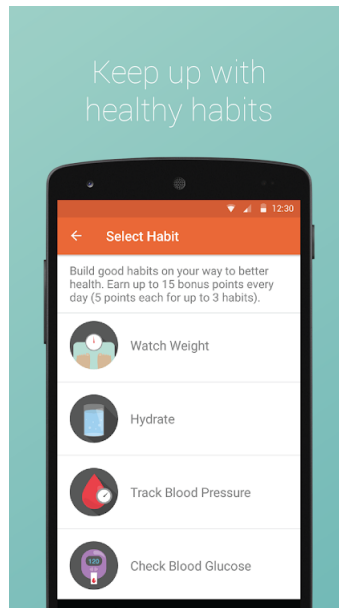 Keep up with
healthy habits
12:30
Select Habit
Build good habits on your way to better
health. Earn up to 15 bonus points every
day (5 points each for up to 3 habits).
Watch Weight
Hydrate
Track Blood Pressure
120
Check Blood Glucose